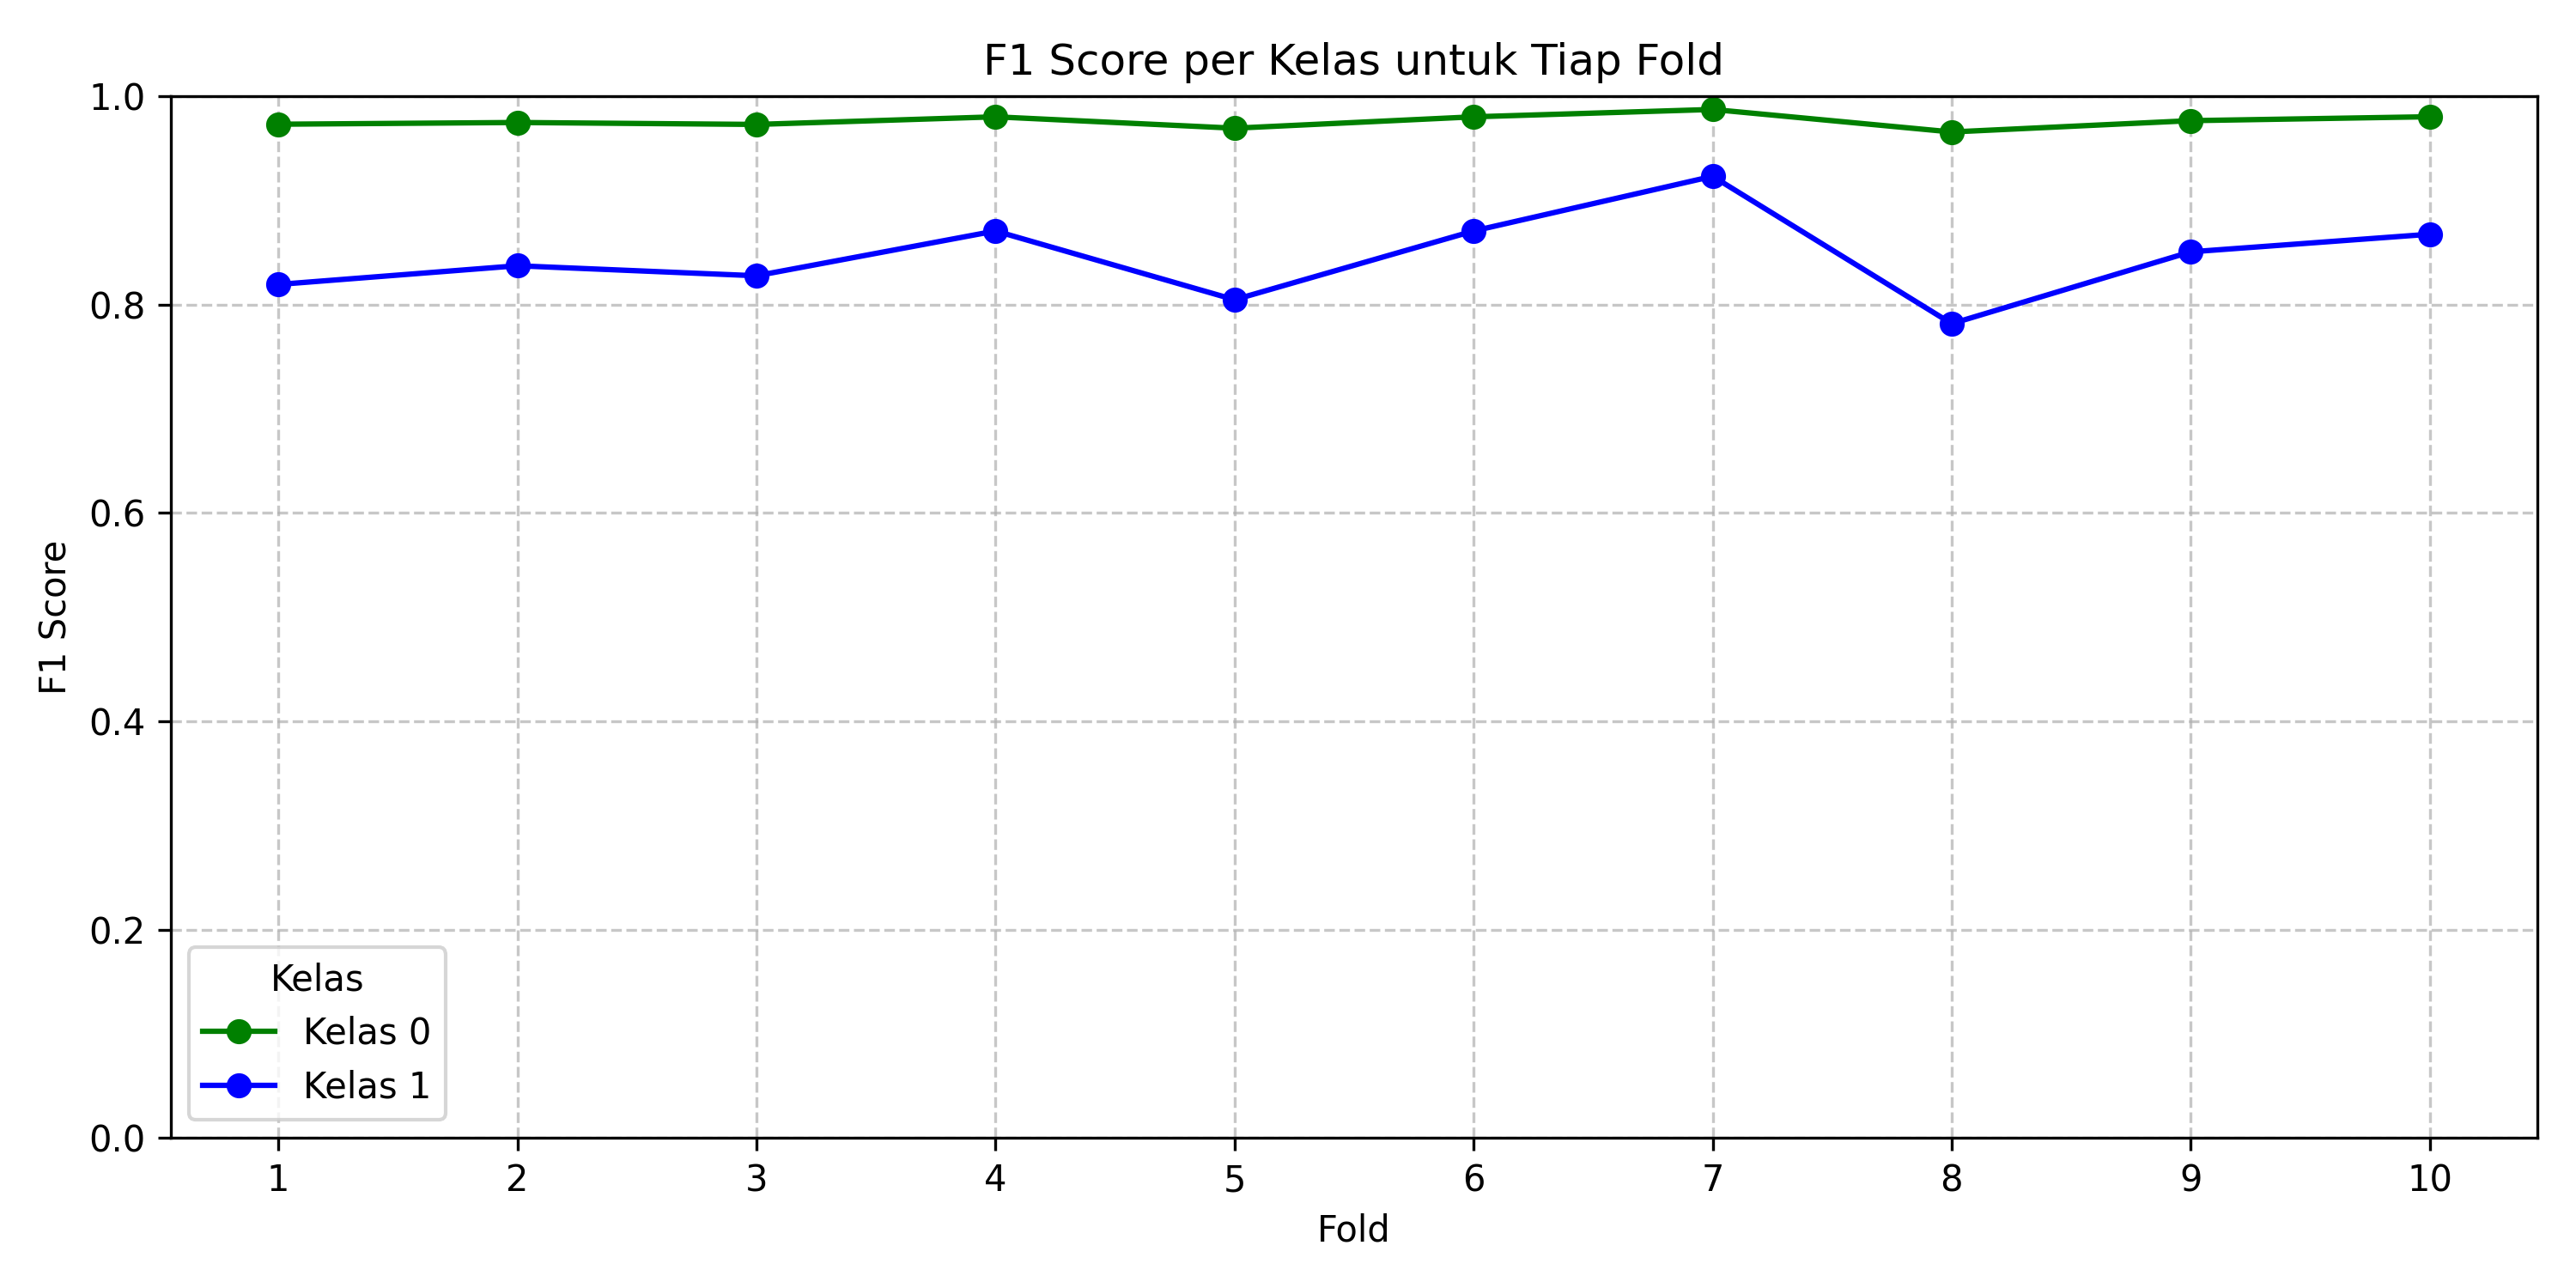 F1 Score per Kelas untuk Tiap Fold
1.0
0.8
0.6
0.4
0.2
0.0
F1 Score
Kelas
Kelas 0
Kelas 1
1 2 3 4 5 6 7 8 9 10
Fold